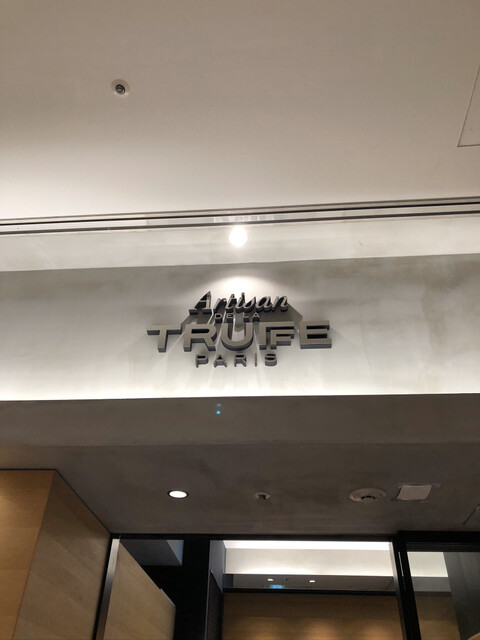 Artisan
DE LA
TRUFFE
PARIS